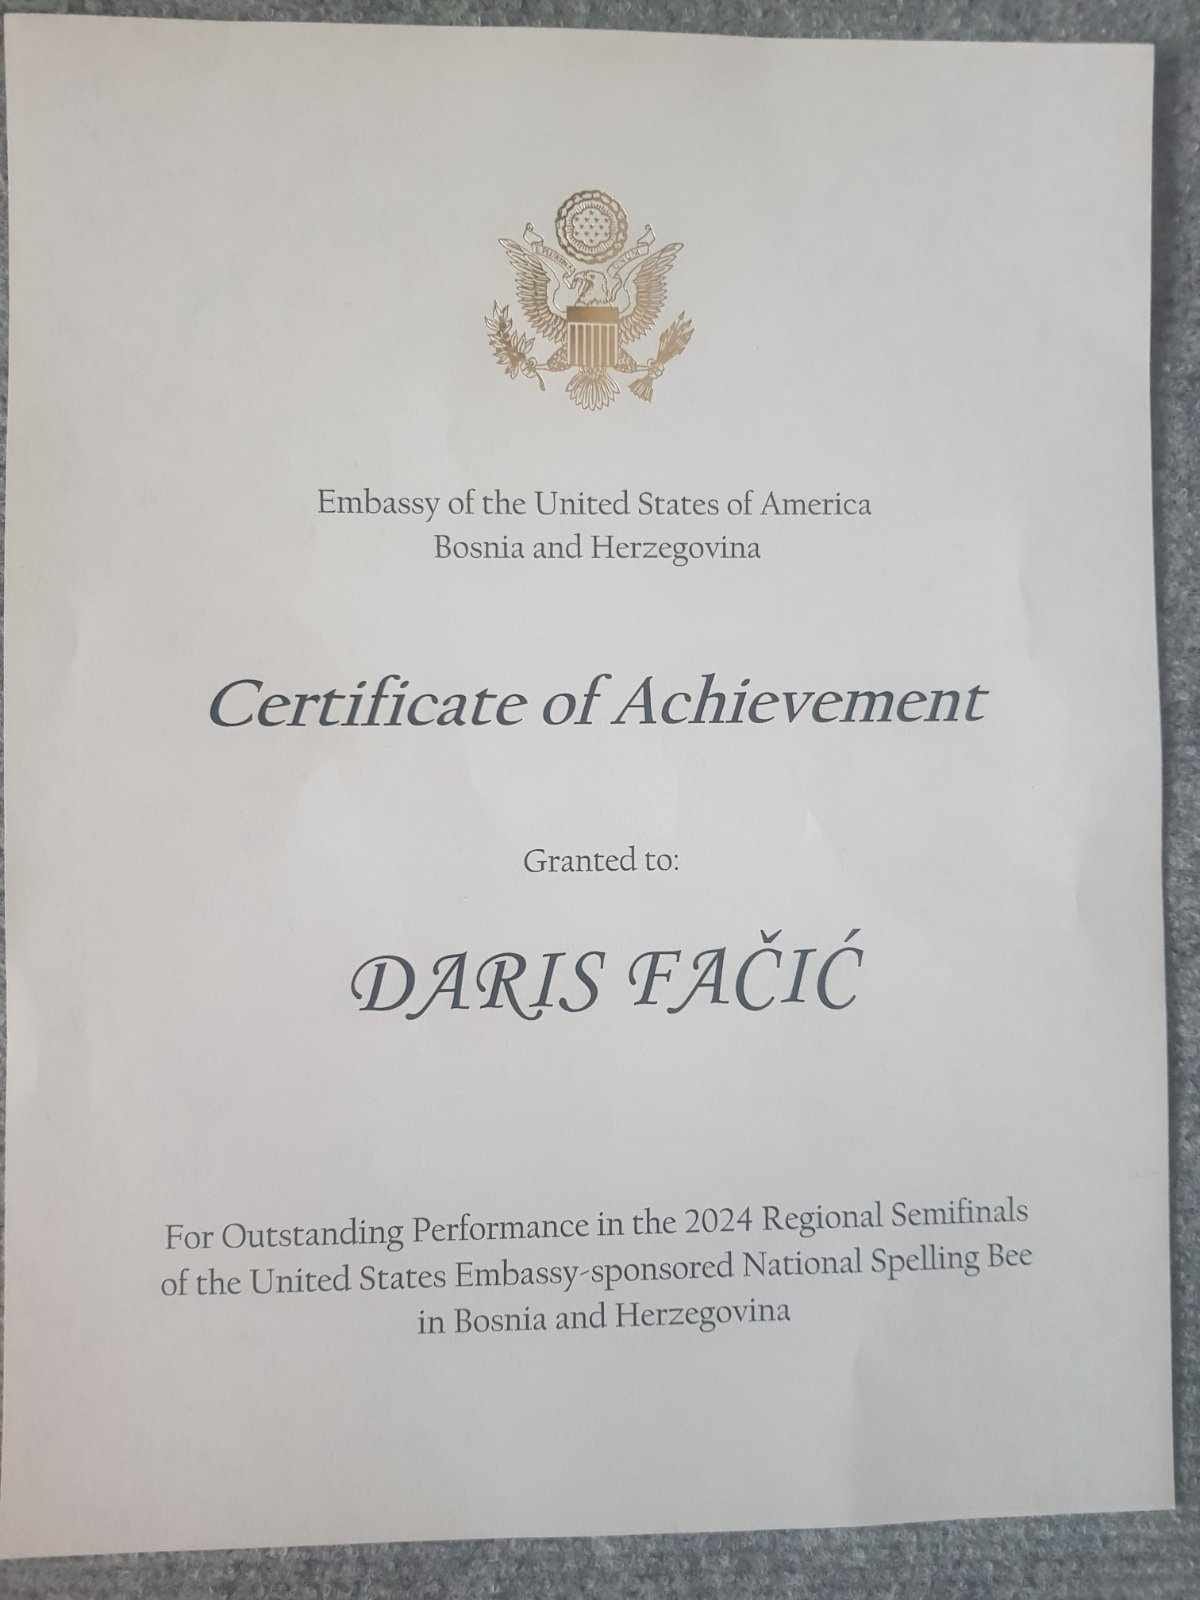 Embassy of the United States of America
Bosnia and Herzegovina
Certificate of Achievement
Granted to:
DARIS FAČIĆ
For Outstanding Performance in the 2024 Regional Semifinals
of the United States Embassy-sponsored National Spelling Bee
in Bosnia and Herzegovina